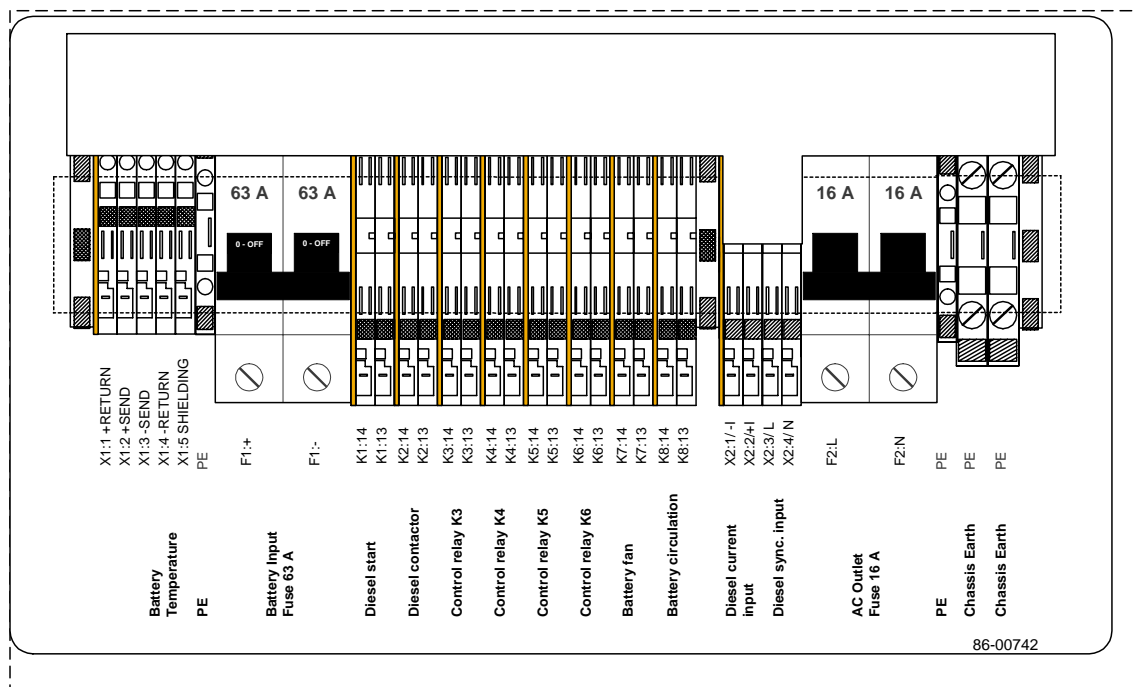 63 A
63 A
16 A
16 A
0 - OFF
0 - OFF
X1:1 +RETURN
X1:2 +SEND
X1:3 -SEND
X1:4 -RETURN
X1:5 SHIELDING
PE
F1:+
F1:-
K1:14
K1:13
K2:14
K2:13
K3:14
K3:13
K4:14
K4:13
K5:14
K5:13
K6:14
K6:13
K7:14
K7:13
K8:14
K8:13
X2:1/ -I
X2:2/+I
X2:3/ L
X2:4/ N
F2:L
F2:N
PE
PE
PE
Battery
Temperature
PE
Battery Input
Fuse 63 A
Diesel start
Diesel contactor
Control relay K3
Control relay K4
Control relay K5
Control relay K6
Battery fan
Battery circulation
Diesel current
input
Diesel sync. input
AC Outlet
Fuse 16 A
PE
Chassis Earth
Chassis Earth
86-00742